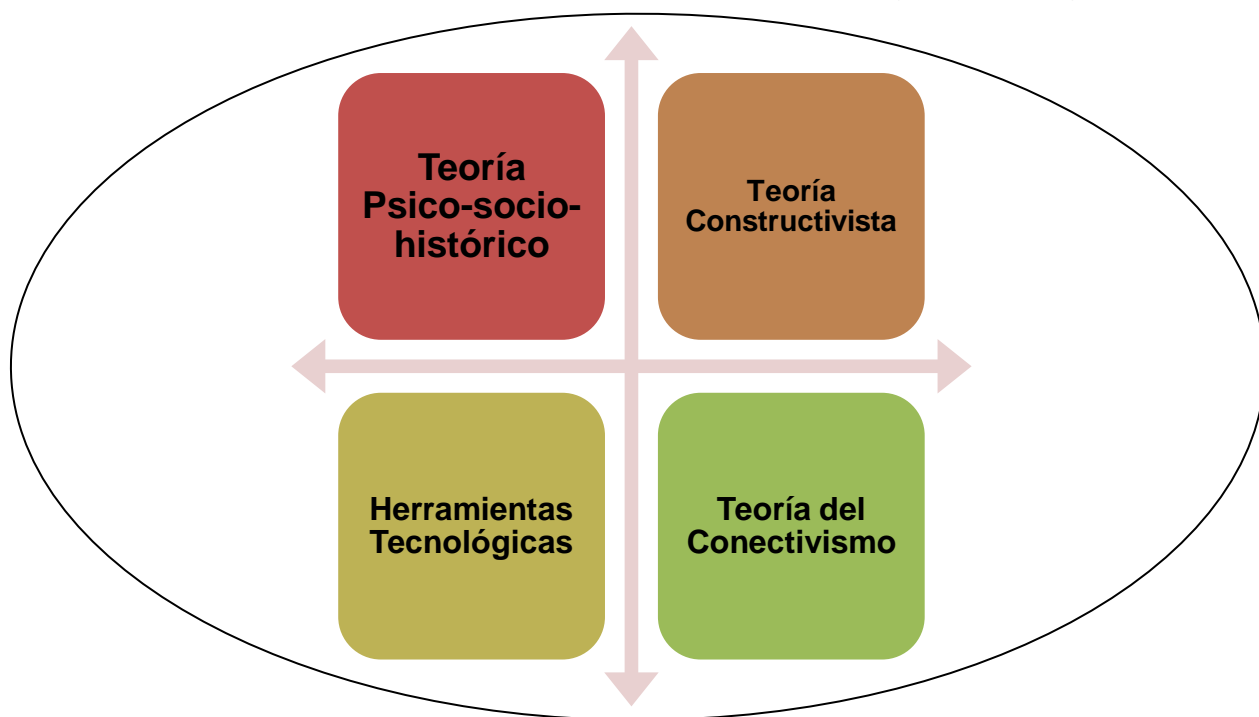 Teoría
Psico-socio-
histórico
Teoría
Constructivista
Herramientas
Tecnológicas
Teoría del
Conectivismo